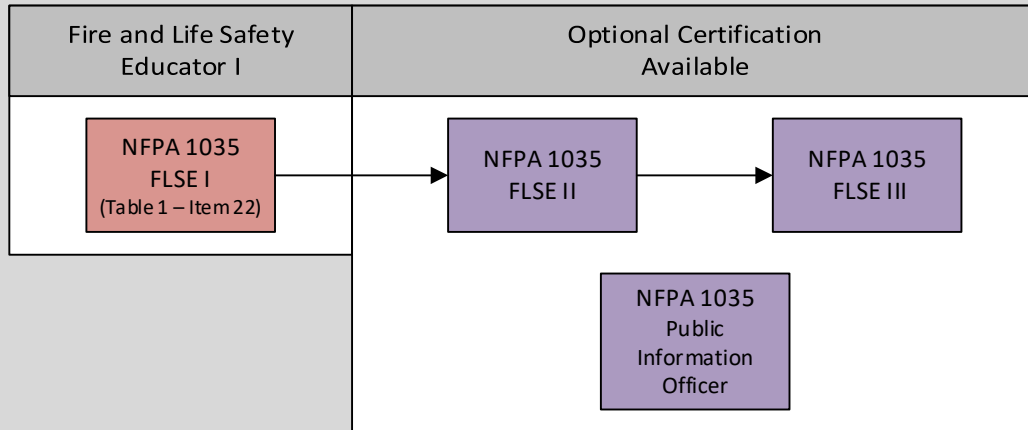 Fire and Life Safety
Educator I
Optional Certification
Available
NFPA 1035
FLSE I
(Table 1 – Item 22)
NFPA 1035
FLSE II
NFPA 1035
FLSE III
NFPA 1035
Public
Information
Officer